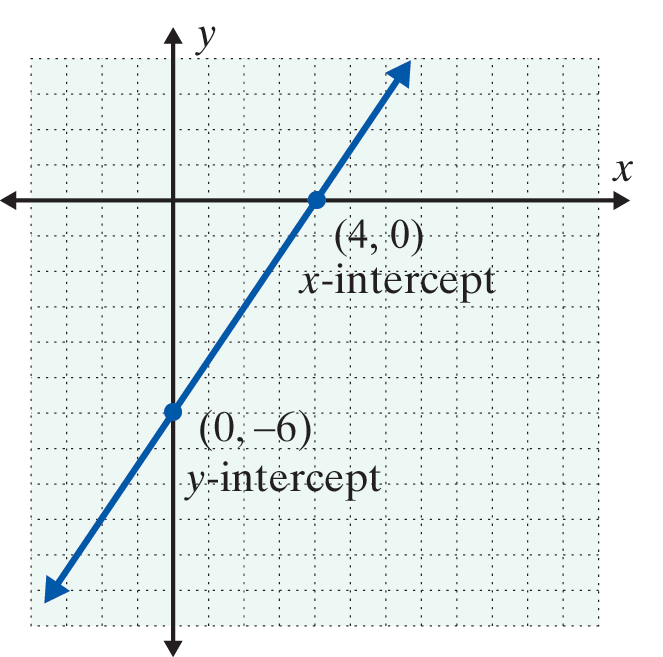 y
x
(4, 0)
x-intercept
(0, –6)
y-intercept